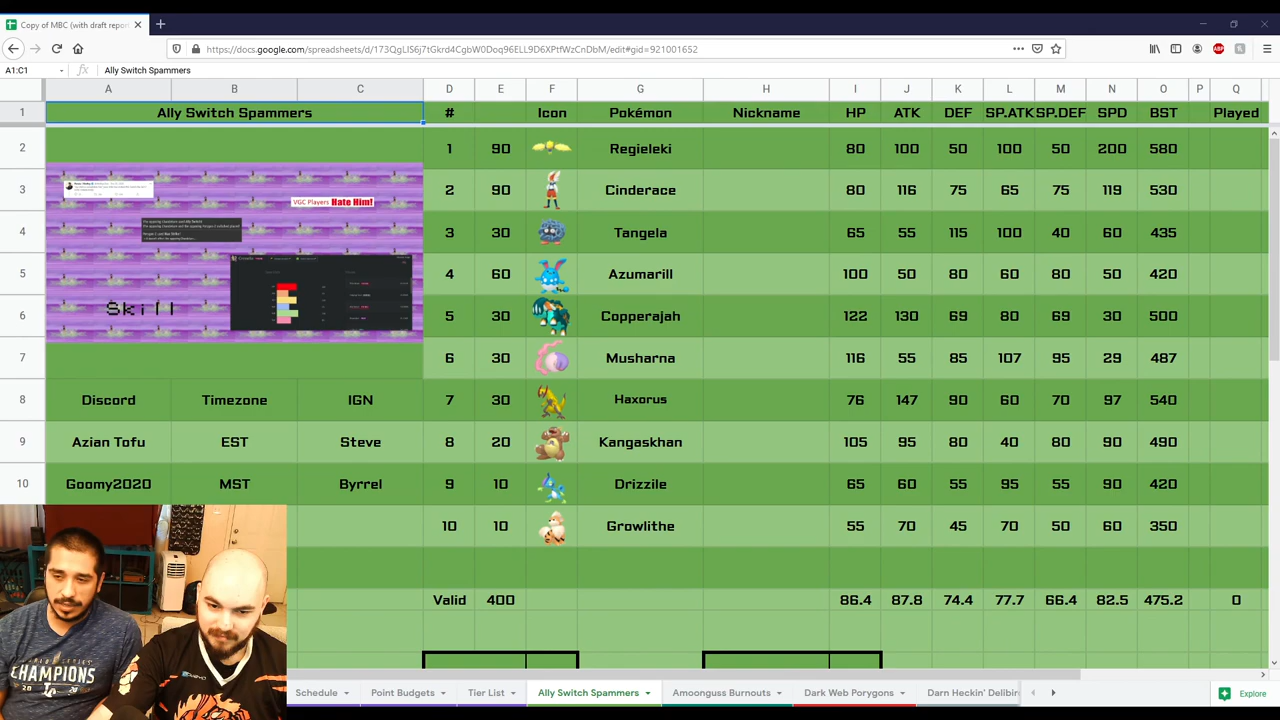 Copy of MBC (with draft repor
https://docs.google.com/spreadsheets/d/173QgLlS6j7tGkrd4CgbW0Doq96ELL9D6XPtfWzCnDbM/edit#gid=921001652
ABP
A1:C1 fx Ally Switch Spammers
A B C D E F G H I J K L M N O P Q
1 Ally Switch Spammers # Icon Pokémon Nickname HP ATK DEF SP.ATK SP.DEF SPD BST Played
2 1 90 Regieleki 80 100 50 100 50 200 580
3 2 90 Cinderace 80 116 75 65 75 119 530
VGC Players Hate Him!
4 3 30 Tangela 65 55 115 100 40 60 435
5 4 60 Azumarill 100 50 80 60 80 50 420
6 Skill 5 30 Copperajah 122 130 69 80 69 30 500
7 6 30 Musharna 116 55 85 107 95 29 487
8 Discord Timezone IGN 7 30 Haxorus 76 147 90 60 70 97 540
9 Azian Tofu EST Steve 8 20 Kangaskhan 105 95 80 40 80 90 490
10 Goomy2020 MST Byrrel 9 10 Drizzile 65 60 55 95 55 90 420
10 10 Growlithe 55 70 45 70 50 60 350
Valid 400 86.4 87.8 74.4 77.7 66.4 82.5 475.2 0
WORLD SERIES
CHAMPIONS
Schedule Point Budgets Tier List Ally Switch Spammers Amoonguss Burnouts Dark Web Porygons Darn Heckin' Delibir
Explore